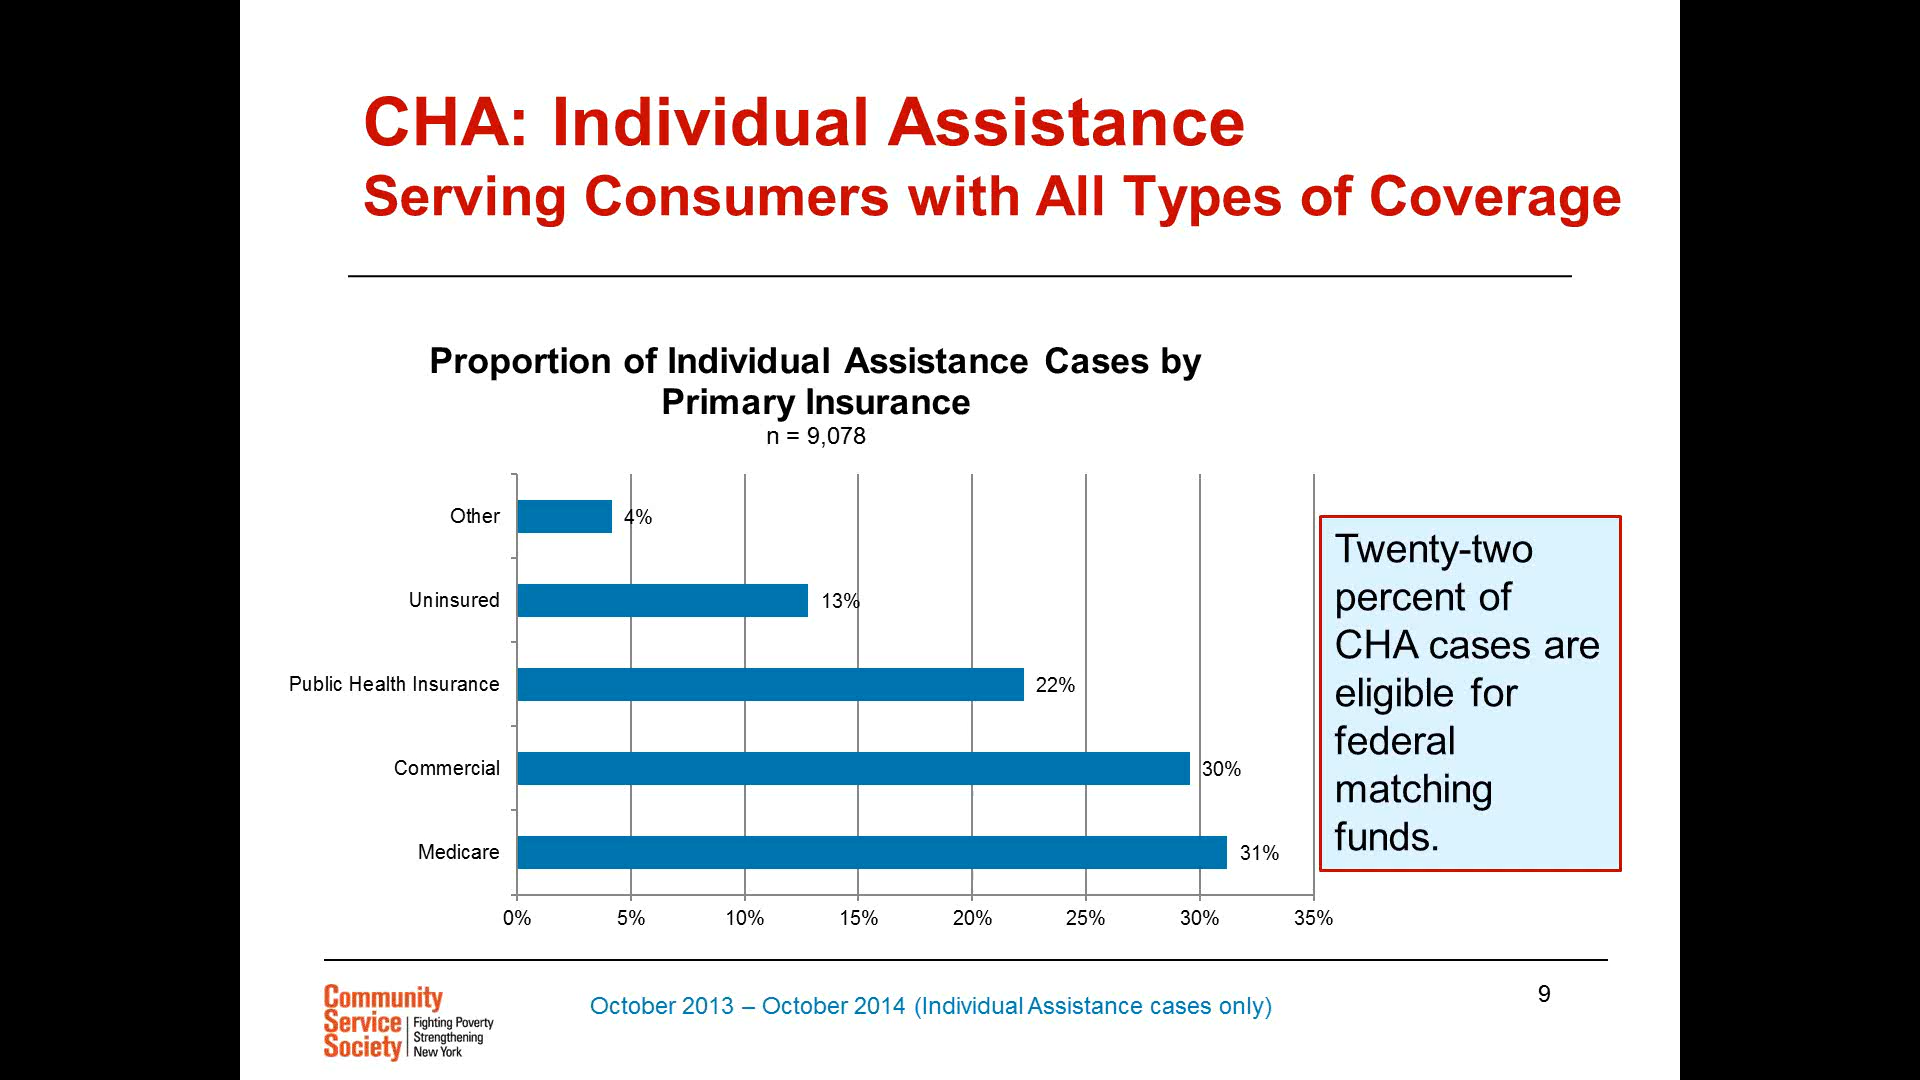 CHA: Individual Assistance
Serving Consumers with All Types of Coverage
Proportion of Individual Assistance Cases by
Primary Insurance
n = 9,078
Other
4%
Uninsured
13%
Public Health Insurance
22%
Commercial
30%
Medicare
31%
0%
5%
10%
15%
20%
25%
30%
35%
Twenty-two
percent of
CHA cases are
eligible for
federal
matching
funds.
Community
Service
Society
Fighting Poverty
Strengthening
New York
October 2013 – October 2014 (Individual Assistance cases only)
9